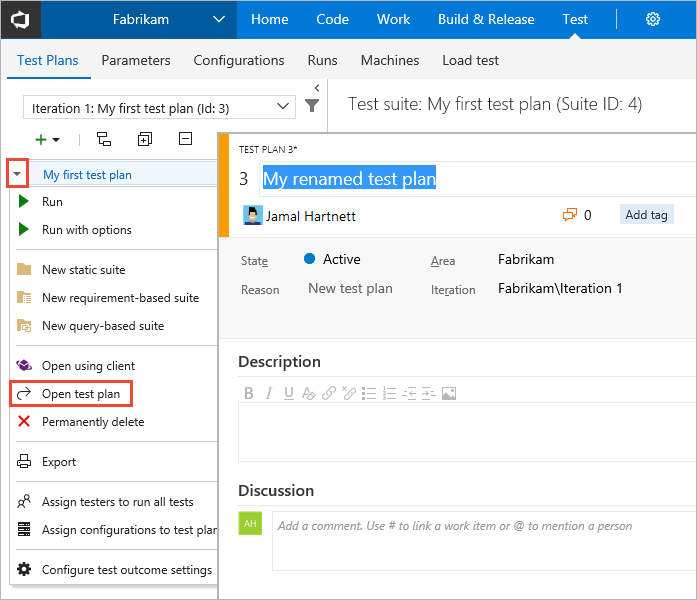 Fabrikam Home Code Work Build & Release Test
Test Plans Parameters Configurations Runs Machines Load test
Iteration 1: My first test plan (Id: 3)
Test suite: My first test plan (Suite ID: 4)
My first test plan
Run
Run with options
New static suite
New requirement-based suite
New query-based suite
Open using client
Open test plan
Permanently delete
Export
Assign testers to run all tests
Assign configurations to test plan
Configure test outcome settings
TEST PLAN 3*
3 My renamed test plan
Jamal Hartnett 0 Add tag
State Active Area Fabrikam
Reason New test plan Iteration Fabrikam\Iteration 1
Description
B I U
Discussion
AH Add a comment. Use # to link a work item or @ to mention a person